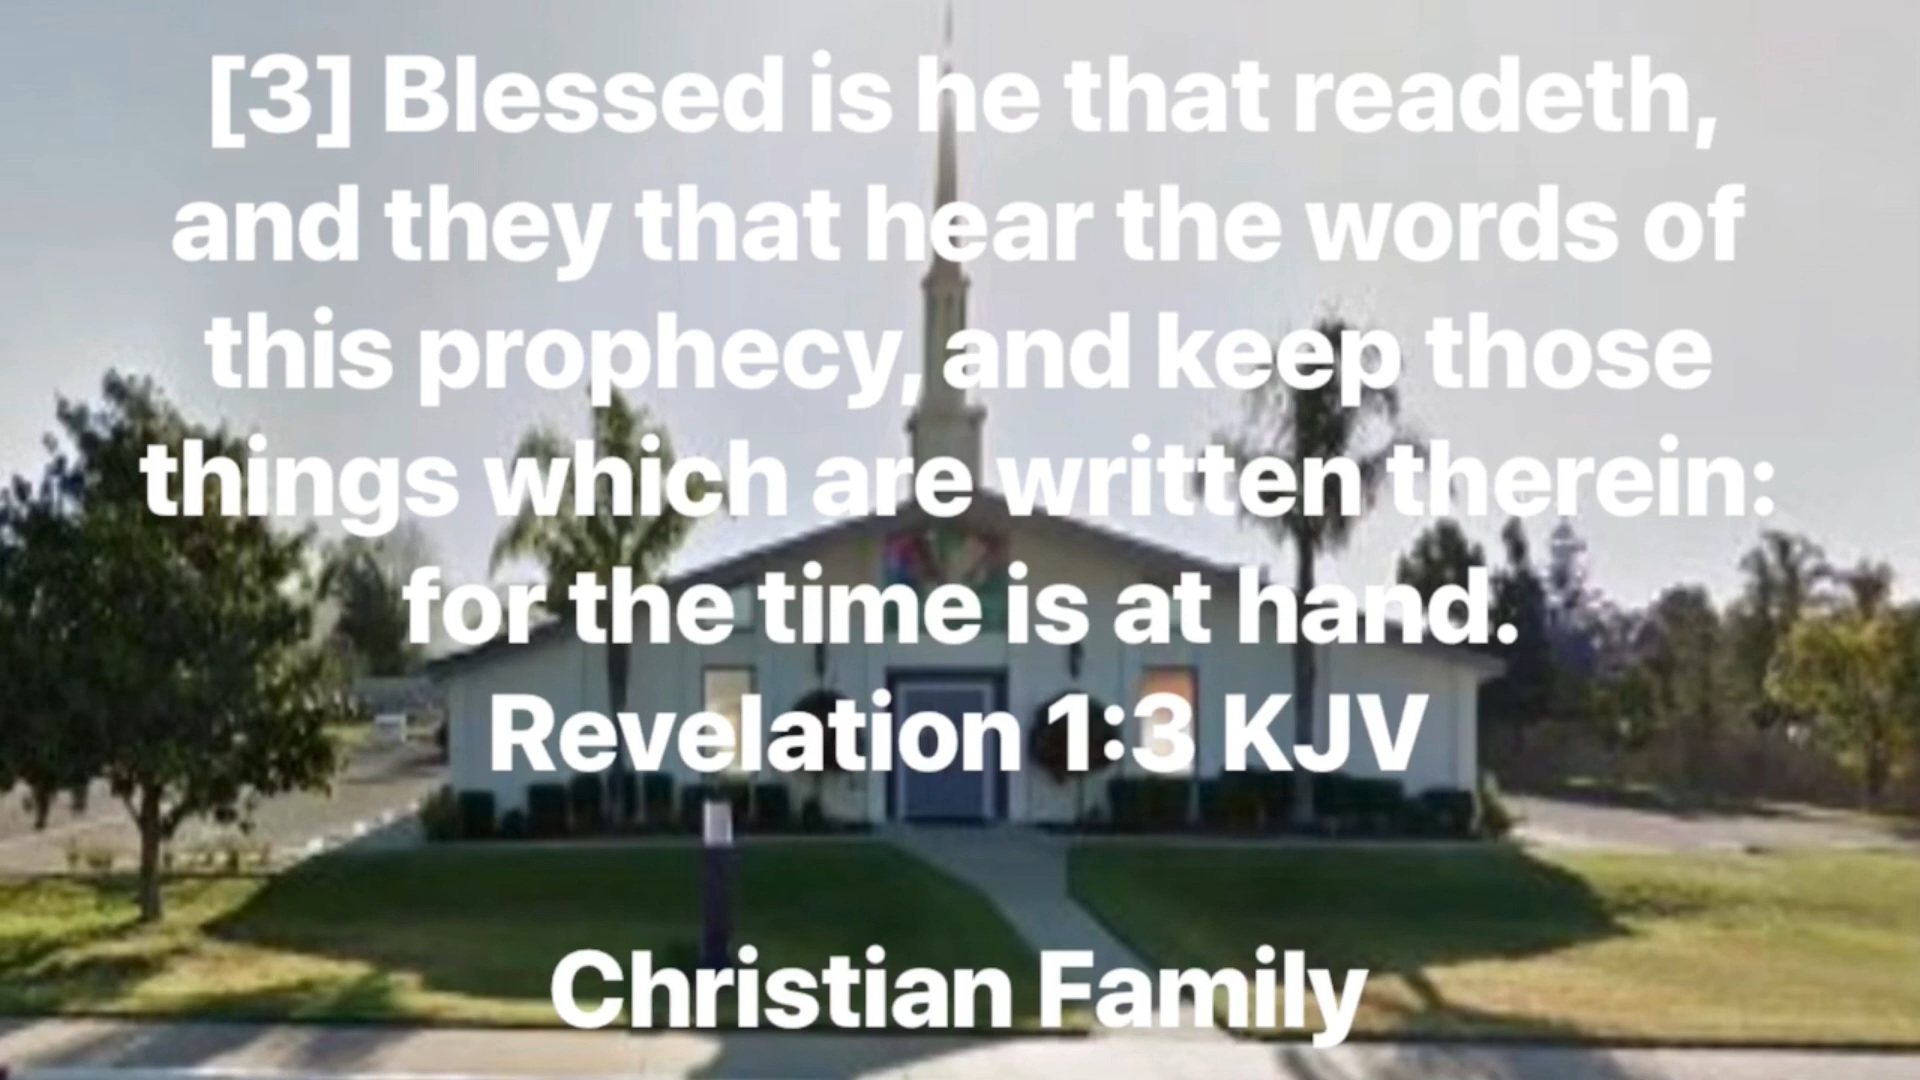 [3] Blessed is he that readeth,
and they that hear the words of
this prophecy, and keep those
things which are written therein:
for the time is at hand.
Revelation 1:3 KJV
Christian Family